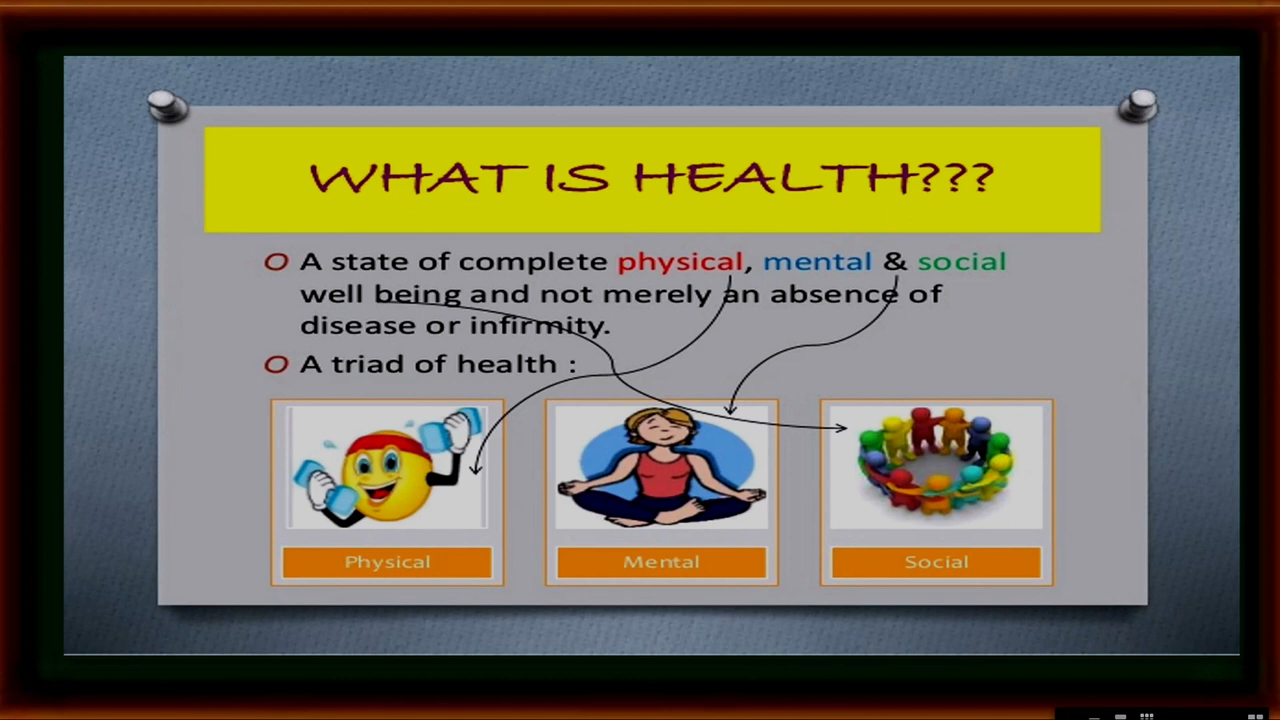 WHAT IS HEALTH???
O A state of complete physical, mental & social
well being and not merely an absence of
disease or infirmity.
O A triad of health :
Physical
Mental
Social